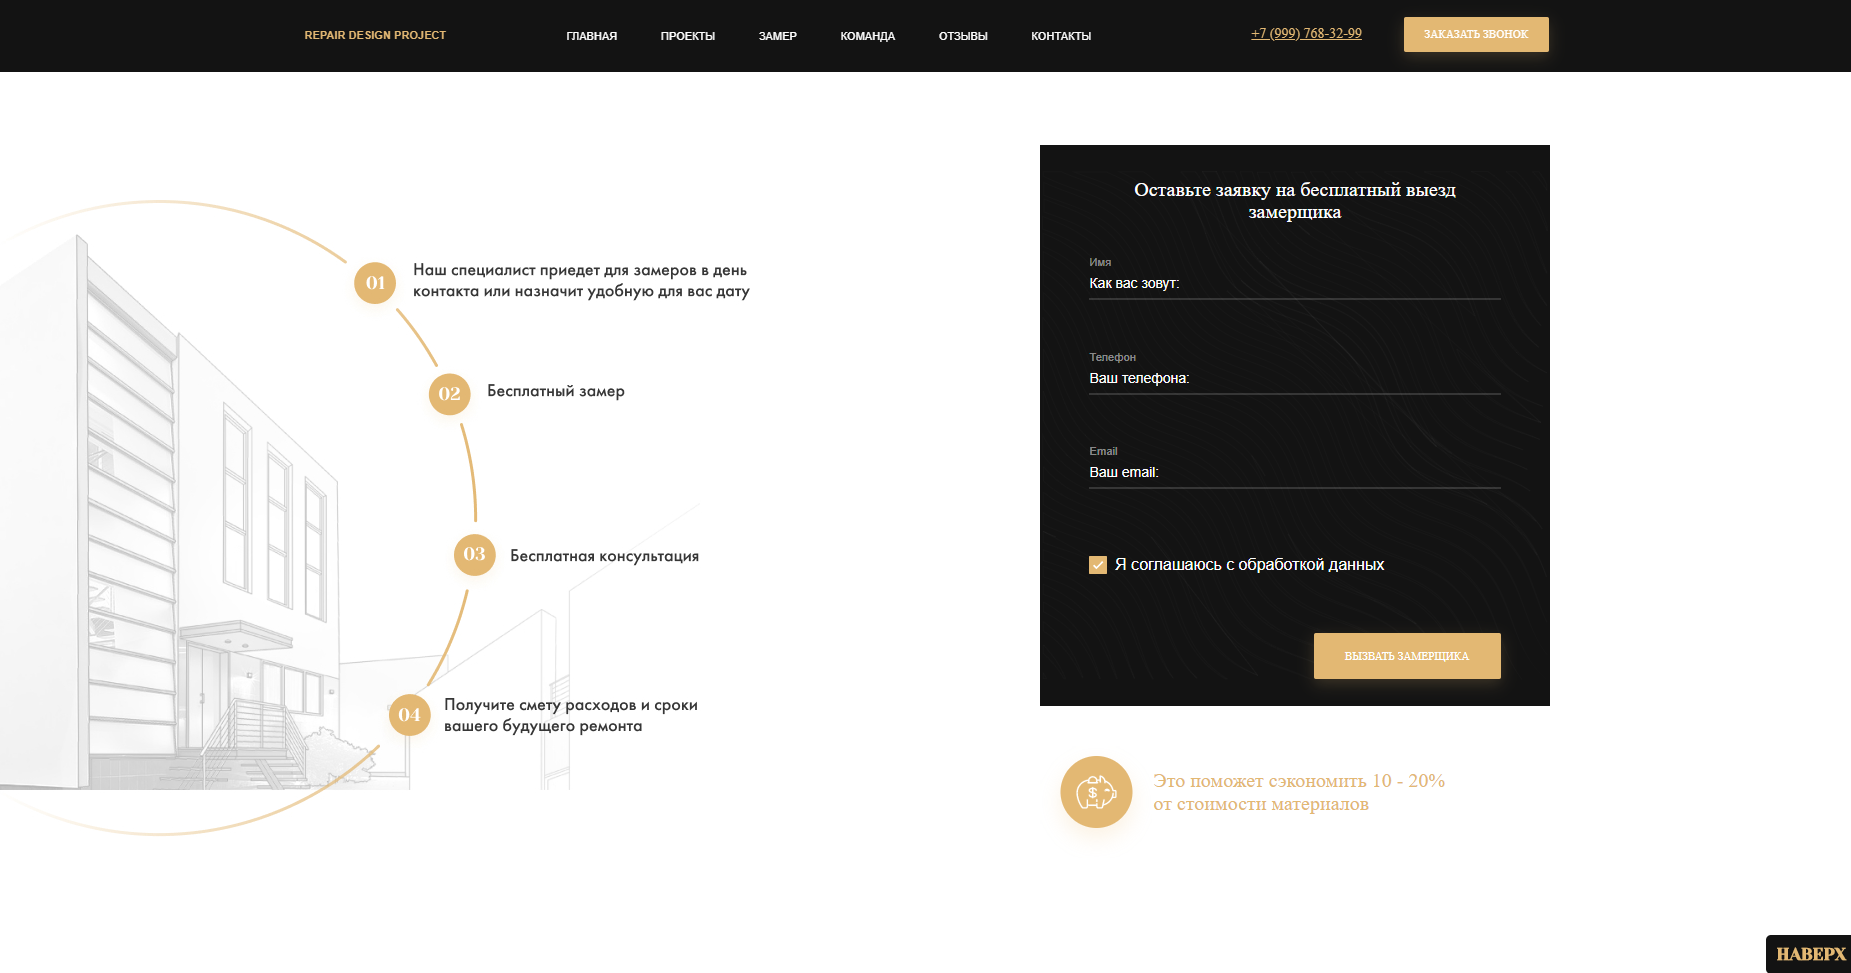 REPAIR DESIGN PROJECT
ГЛАВНАЯ
ПРОЕКТЫ
ЗАМЕР
КОМАНДА
ОТЗЫВЫ
КОНТАКТЫ
+7 (999) 768-32-99
ЗАКАЗАТЬ ЗВОНОК
01
Наш специалист приедет для замеров в день
контакта или назначит удобную для вас дату
02
Бесплатный замер
03
Бесплатная консультация
04
Получите смету расходов и сроки
вашего будущего ремонта
Оставьте заявку на бесплатный выезд
замерщика
Имя
Как вас зовут:
Телефон
Ваш телефона:
Email
Ваш email:
Я соглашаюсь с обработкой данных
ВЫЗВАТЬ ЗАМЕРЩИКА
$
Это поможет сэкономить 10 - 20%
от стоимости материалов
НАВЕРХ